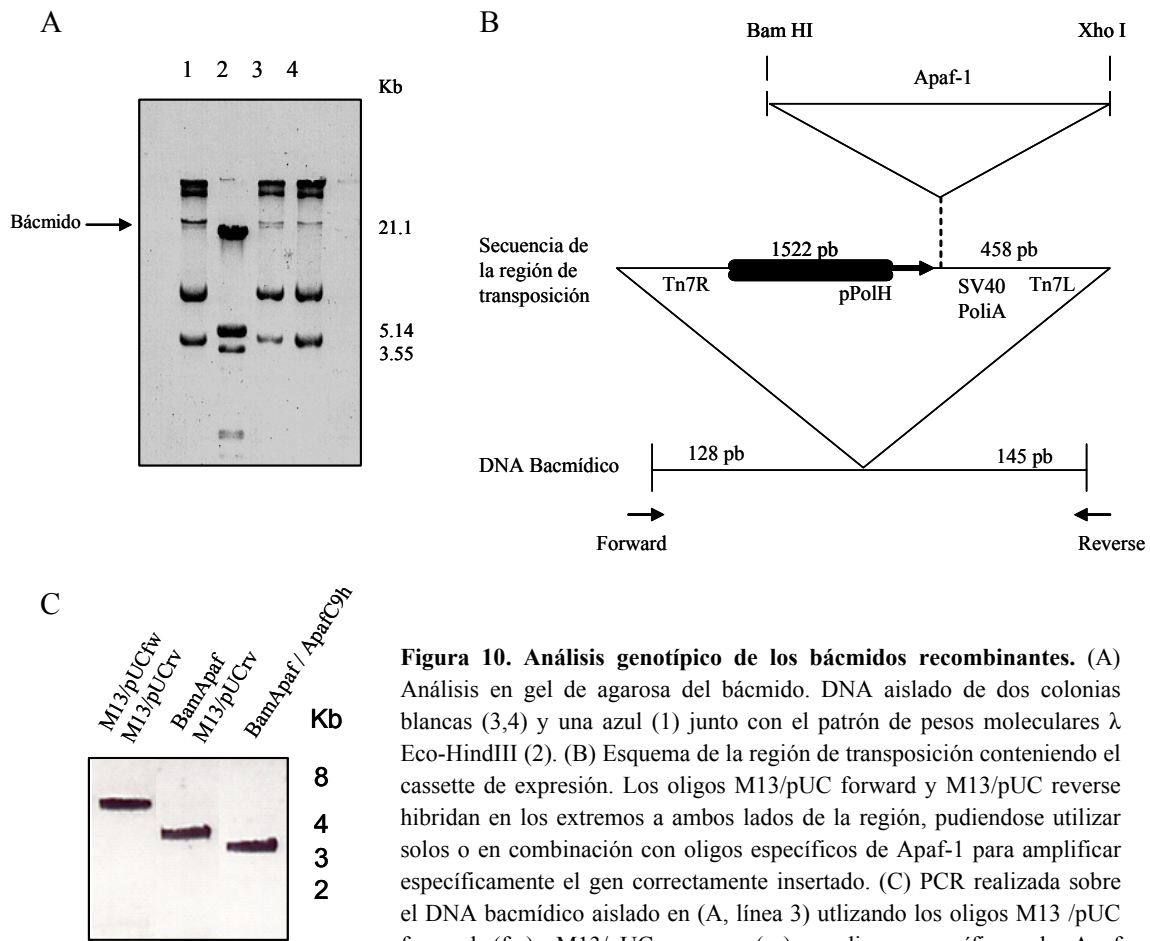 A
1 2 3 4
Kb
Bácmido
21.1
5.14
3.55
B
Bam HI
Xho I
Apaf-1
Secuencia de
la región de
transposición
1522 pb
458 pb
Tn7R
pPolH
SV40
PoliA
Tn7L
DNA Bacmídico
128 pb
145 pb
Forward
Reverse
C
M13/pUCfw
M13/pUCrv
BamApaf
M13/pUCrv
BamApaf / ApafC9h
Kb
8
4
3
2
Figura 10. Análisis genotípico de los bácmidos recombinantes. (A)
Análisis en gel de agarosa del bácmido. DNA aislado de dos colonias
blancas (3,4) y una azul (1) junto con el patrón de pesos moleculares λ
Eco-HindIII (2). (B) Esquema de la región de transposición conteniendo el
cassette de expresión. Los oligos M13/pUC forward y M13/pUC reverse
hibridan en los extremos a ambos lados de la región, pudiendose utilizar
solos o en combinación con oligos específicos de Apaf-1 para amplificar
específicamente el gen correctamente insertado. (C) PCR realizada sobre
el DNA bacmídico aislado en (A, línea 3) utlizando los oligos M13 /pUC